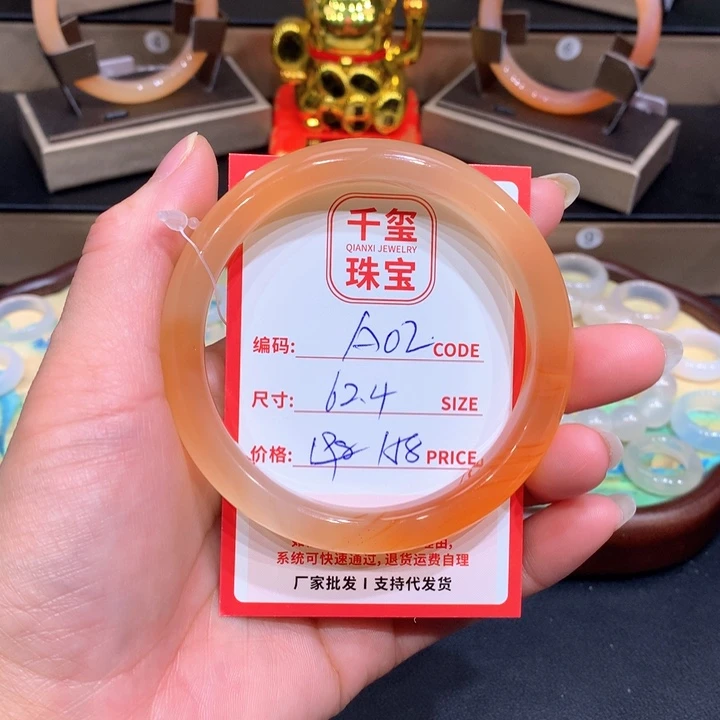 千玺
QIANXI JEWELRY
珠宝
编码: A02 CODE
尺寸: 62.4 SIZE
价格: 158 PRICE
系统可快速通过, 退货运费自理
厂家批发 I 支持代发货